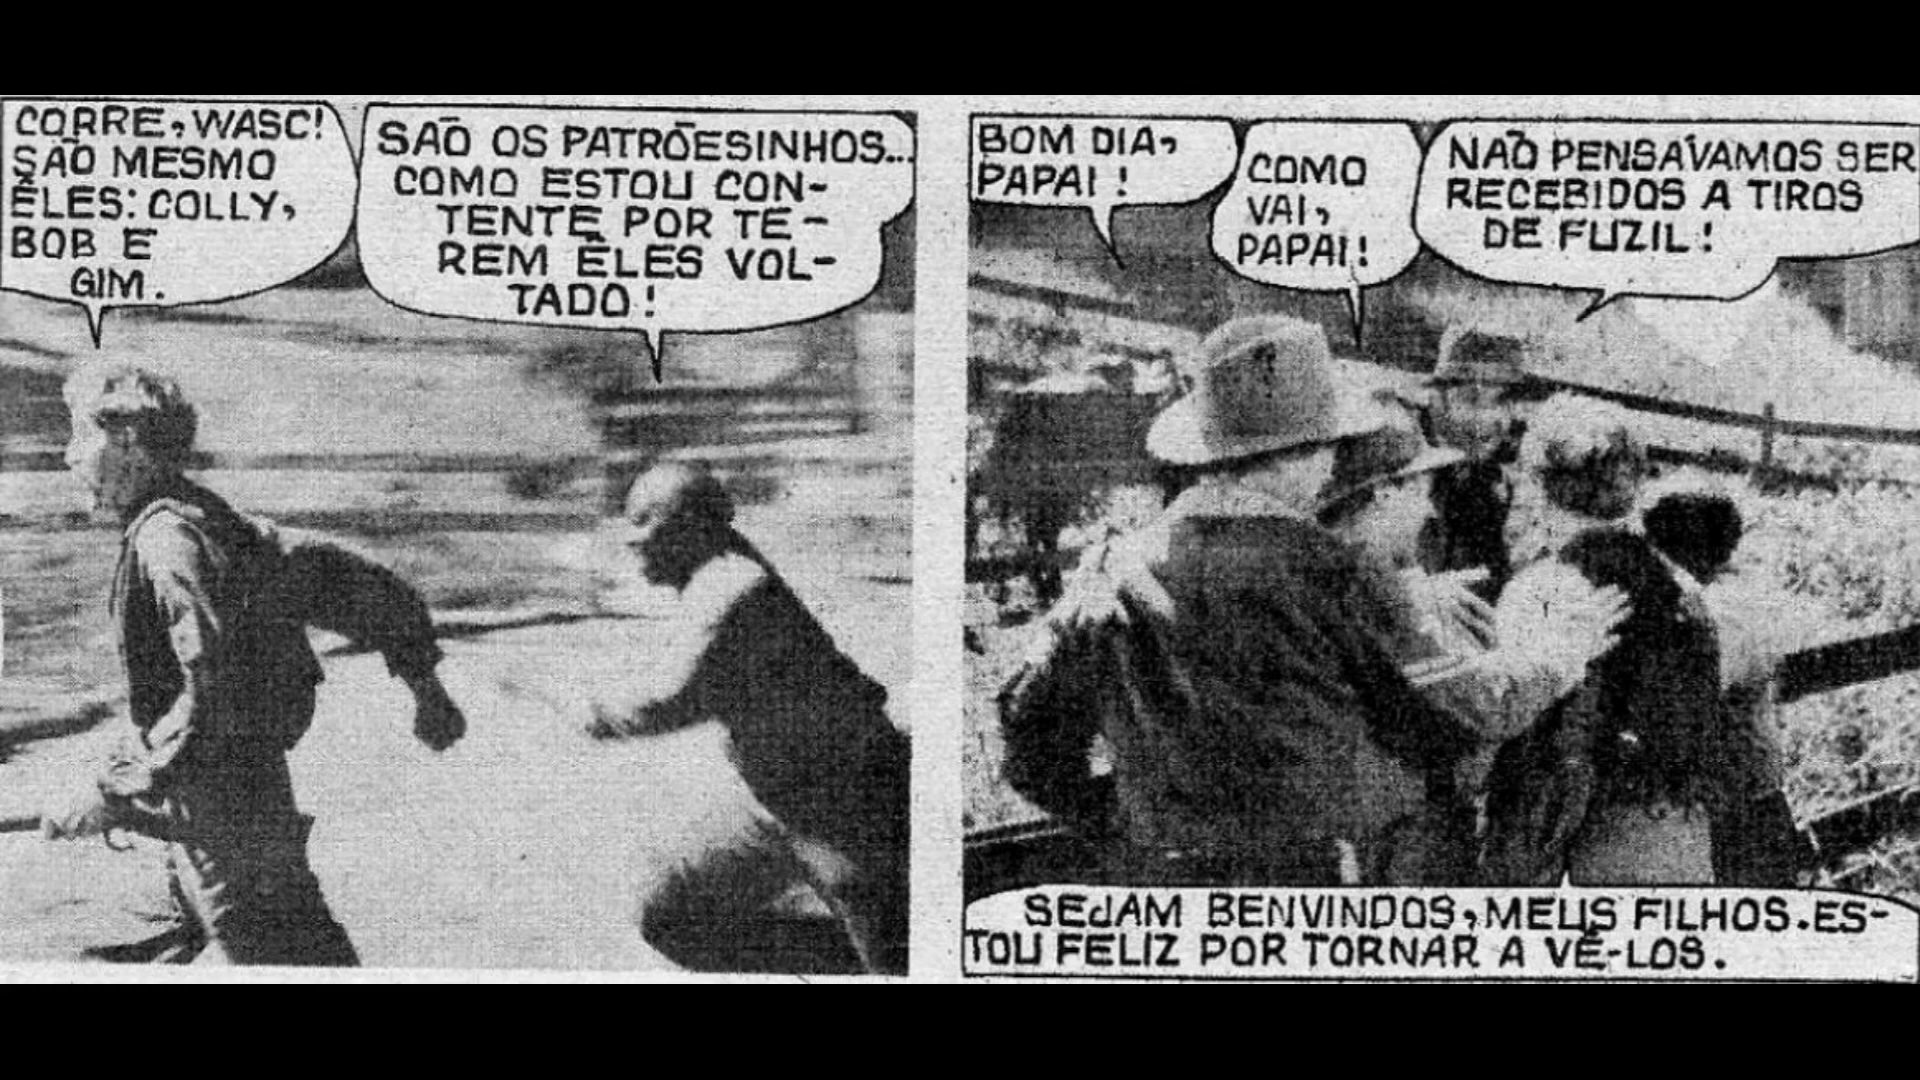 CORRE, WASC!
SÃO MESMO
ÊLES: COLLY,
BOB E
GIM.
SÃO OS PATRÕESINHOS...
COMO ESTOU CON-
TENTE POR TE-
REM ÊLES VOL-
TADO!
BOM DIA,
PAPAI!
COMO
VAI,
PAPAI!
NÃO PENSÁVAMOS SER
RECEBIDOS A TIROS
DE FUZIL!
SEJAM BENVINDOS, MEUS FILHOS. ES-
TOU FELIZ POR TORNAR A VÊ-LOS.